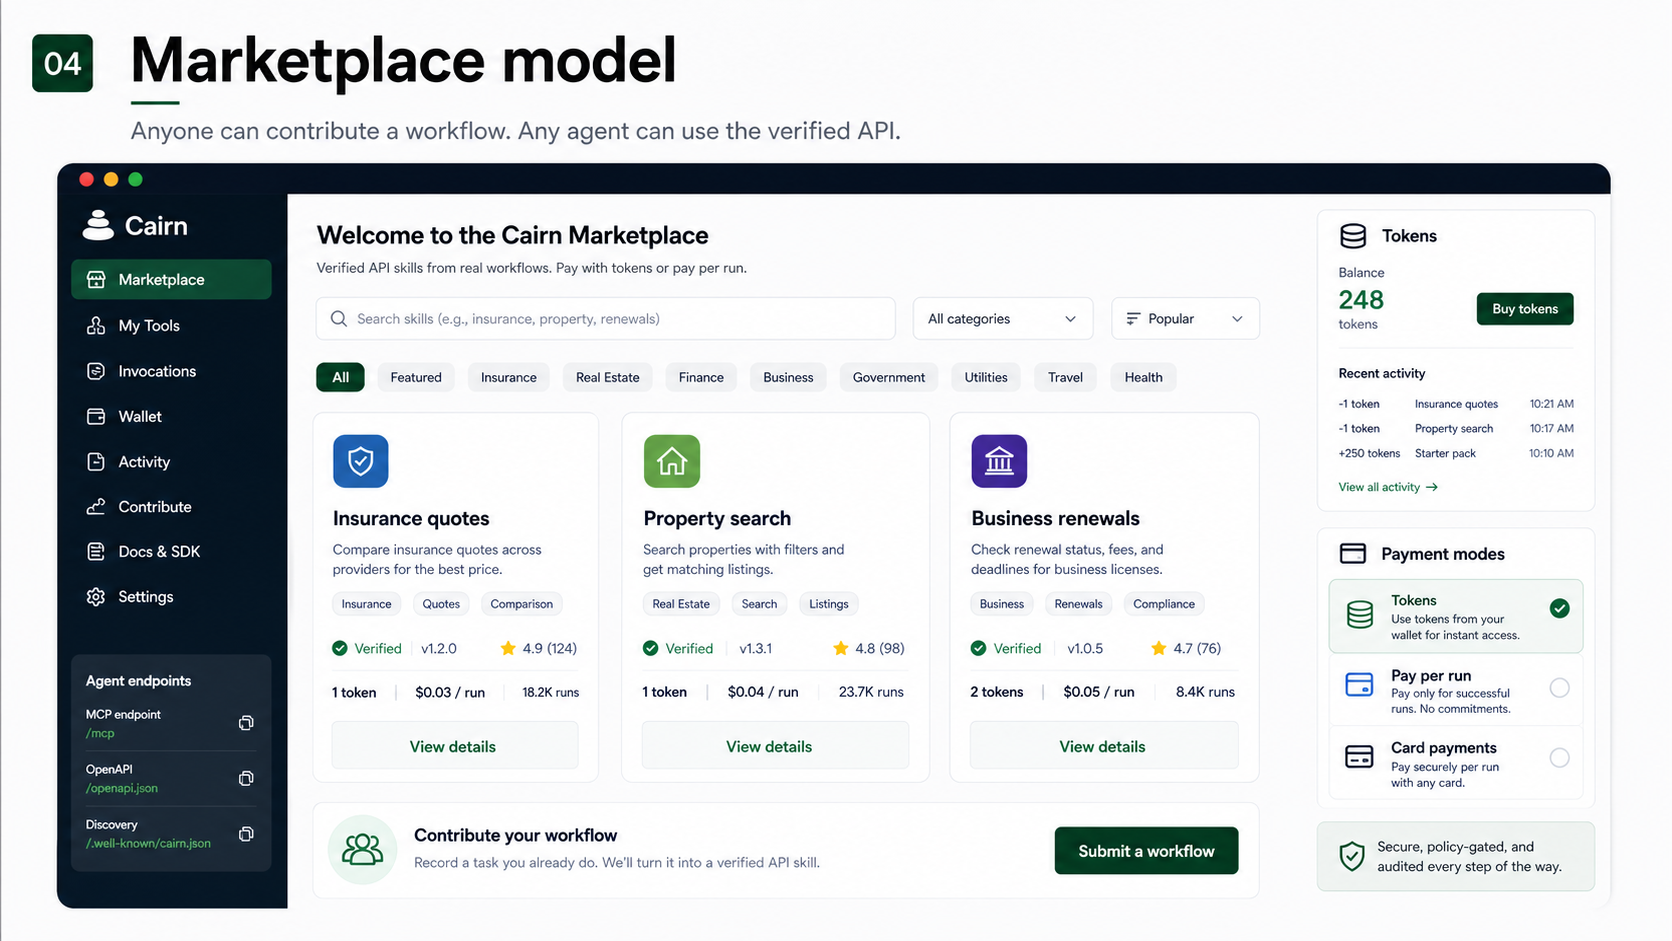 04
Marketplace model
Anyone can contribute a workflow. Any agent can use the verified API.
Cairn
Marketplace
My Tools
Invocations
Wallet
Activity
Contribute
Docs & SDK
Settings
Agent endpoints
MCP endpoint
/mcp
OpenAPI
/openapi.json
Discovery
/.well-known/cairn.json
Welcome to the Cairn Marketplace
Verified API skills from real workflows. Pay with tokens or pay per run.
Search skills (e.g., insurance, property, renewals)
All categories
Popular
All
Featured
Insurance
Real Estate
Finance
Business
Government
Utilities
Travel
Health
Insurance quotes
Compare insurance quotes across
providers for the best price.
Insurance
Quotes
Comparison
Verified
v1.2.0
4.9 (124)
1 token
$0.03 / run
18.2K runs
View details
Property search
Search properties with filters and
get matching listings.
Real Estate
Search
Listings
Verified
v1.3.1
4.8 (98)
1 token
$0.04 / run
23.7K runs
View details
Business renewals
Check renewal status, fees, and
deadlines for business licenses.
Business
Renewals
Compliance
Verified
v1.0.5
4.7 (76)
2 tokens
$0.05 / run
8.4K runs
View details
Contribute your workflow
Record a task you already do. We'll turn it into a verified API skill.
Submit a workflow
Tokens
Balance
248
tokens
Buy tokens
Recent activity
-1 token Insurance quotes 10:21 AM
-1 token Property search 10:17 AM
+250 tokens Starter pack 10:10 AM
View all activity →
Payment modes
Tokens
Use tokens from your
wallet for instant access.
Pay per run
Pay only for successful
runs. No commitments.
Card payments
Pay securely per run
with any card.
Secure, policy-gated, and
audited every step of the way.